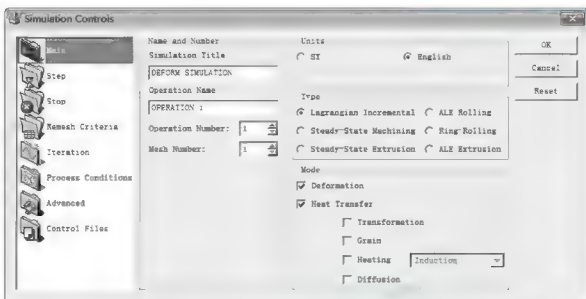 Simulation Controls
Main
Step
Stop
Remesh Criteria
Iteration
Process Conditions
Advanced
Control Files
Name and Number
Simulation Title
DEFORM SIMULATION
Operation Name
OPERATION 1
Operation Number: 1
Mesh Number: 1
Units
SI English
Type
Lagrangian Incremental ALE Rolling
Steady-State Machining Ring Rolling
Steady-State Extrusion ALE Extrusion
Mode
Deformation
Heat Transfer
Transformation
Grain
Heating Induction
Diffusion
OK
Cancel
Reset